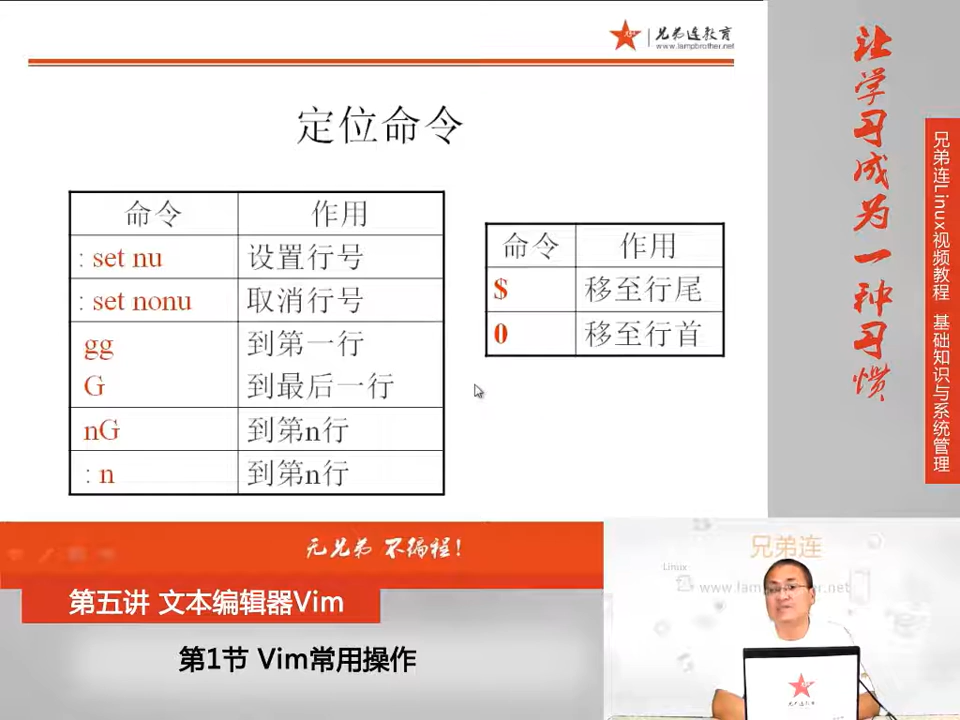 兄弟连教育
www.lampbrother.net
定位命令
命令 作用
: set nu 设置行号
: set nonu 取消行号
gg 到第一行
G 到最后一行
nG 到第n行
: n 到第n行
命令 作用
$ 移至行尾
0 移至行首
让学习成为一种习惯
兄弟连Linux视频教程 基础知识与系统管理
无兄弟 不编程!
第五讲 文本编辑器Vim
第1节 Vim常用操作
兄弟连
Linux